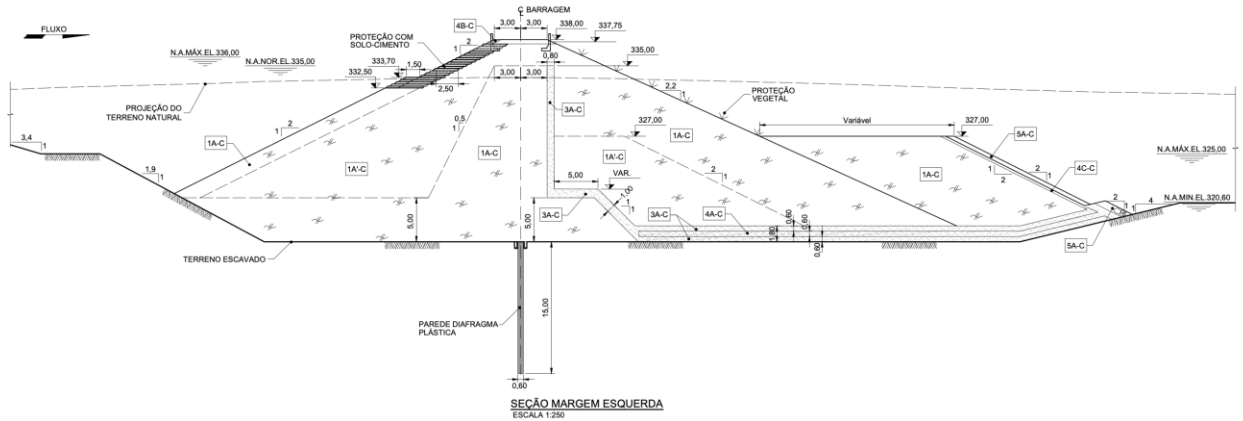 ℄ BARRAGEM
FLUXO
4B-C
3,00
3,00
338,00
337,75
PROTEÇÃO COM
SOLO-CIMENTO
2
1
N.A.MÁX.EL.336,00
N.A.NOR.EL.335,00
333,70
1,50
332,50
2,50
0,80
335,00
3,00
3,00
PROJEÇÃO DO
TERRENO NATURAL
2
1
0,5
1
3A-C
2,2
1
PROTEÇÃO
VEGETAL
Variável
327,00
327,00
5A-C
3,4
1
1A-C
1A-C
1A-C
1,9
1
1A'-C
1A'-C
1A-C
2
1
2
1
2
1
4C-C
N.A.MÁX.EL.325,00
5,00
VAR.
1,00
1
1
3A-C
3A-C
4A-C
5,00
5,00
0,60
0,60
1,80
0,60
2
1
4
1
N.A.MIN.EL.320,60
5A-C
TERRENO ESCAVADO
15,00
PAREDE DIAFRAGMA
PLÁSTICA
0,60
SEÇÃO MARGEM ESQUERDA
ESCALA 1:250